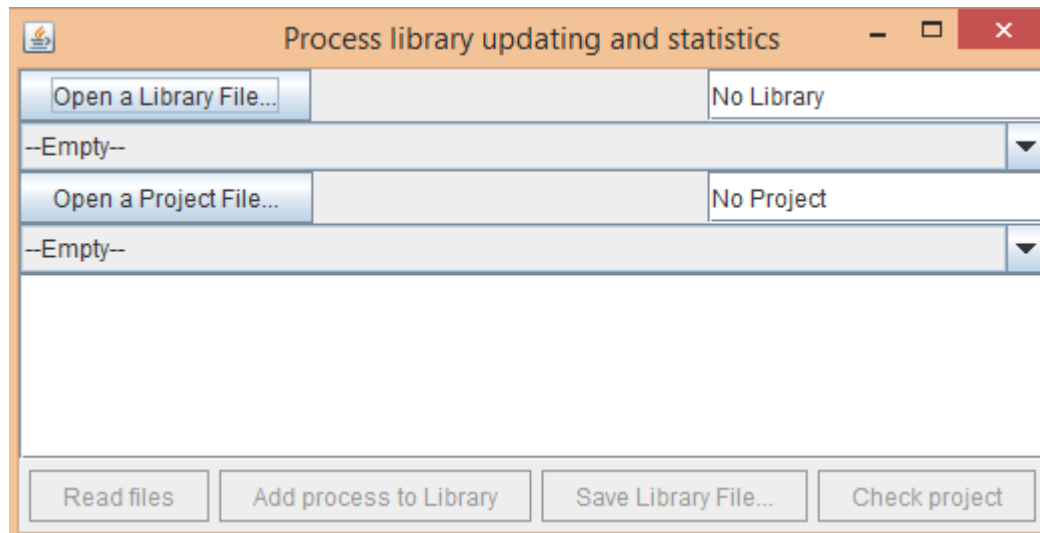 Process library updating and statistics
Open a Library File... No Library
--Empty--
Open a Project File... No Project
--Empty--
Read files Add process to Library Save Library File... Check project